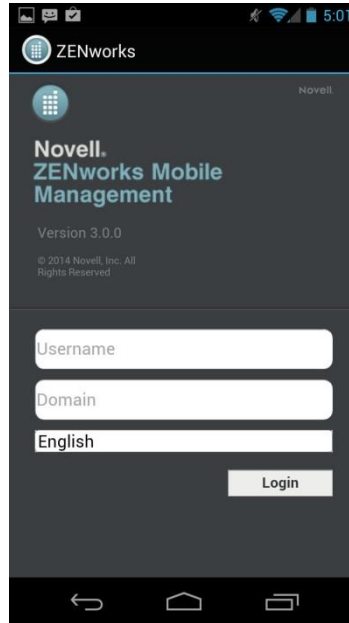 5:01
ZENworks
Novell
Novell.
ZENworks Mobile
Management
Version 3.0.0
© 2014 Novell, Inc. All
Rights Reserved
Username
Domain
English
Login